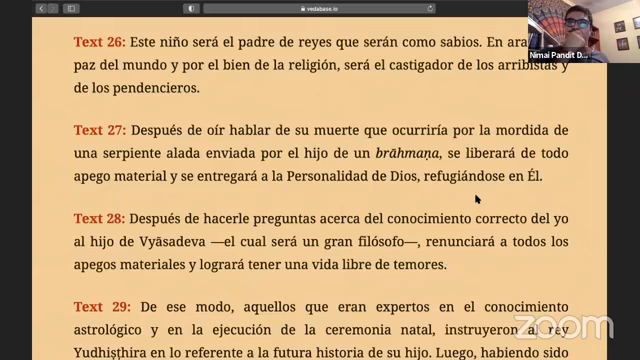 vedabase.io
Nimai Pandit D...
Text 26: Este niño será el padre de reyes que serán como sabios. En
paz del mundo y por el bien de la religión, será el castigador de los arribistas y
de los pendencieros.
Text 27: Después de oír hablar de su muerte que ocurriría por la mordida de
una serpiente alada enviada por el hijo de un brāhmaṇa, se liberará de todo
apego material y se entregará a la Personalidad de Dios, refugiándose en Él.
Text 28: Después de hacerle preguntas acerca del conocimiento correcto del yo
al hijo de Vyāsadeva —el cual será un gran filósofo—, renunciará a todos los
apegos materiales y logrará tener una vida libre de temores.
Text 29: De ese modo, aquellos que eran expertos en el conocimiento
astrológico y en la ejecución de la ceremonia natal, instruyeron al rey
Yudhiṣṭhira en lo referente a la futura historia de su hijo. Luego, habiendo sido
zoom